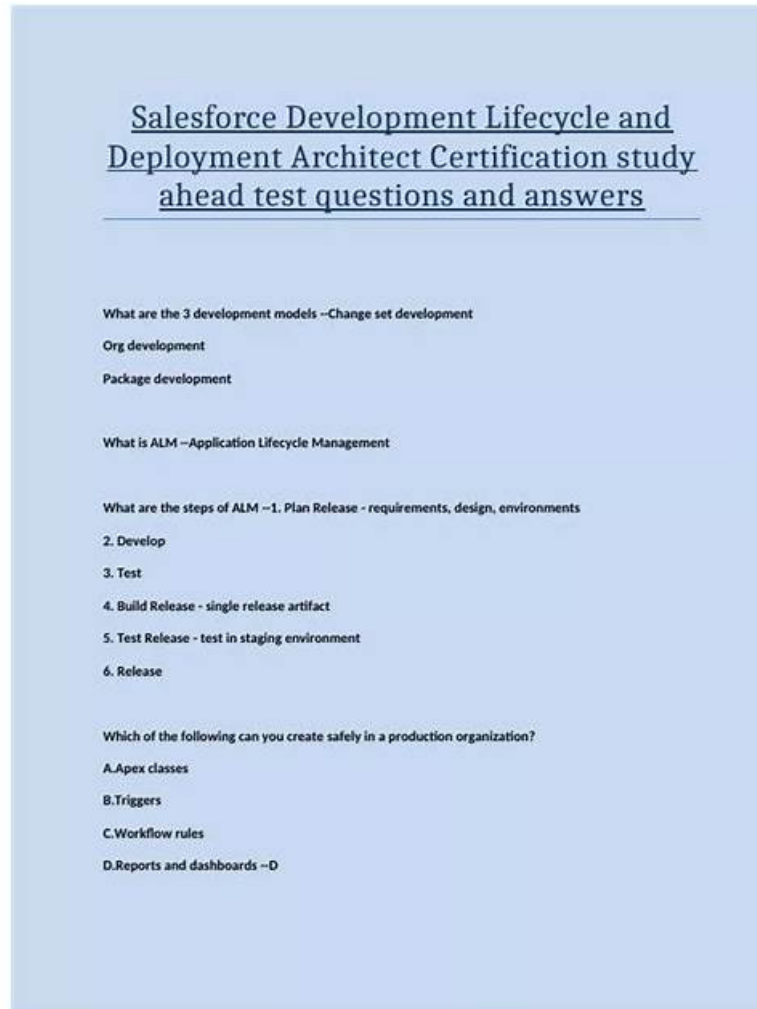 Salesforce Development Lifecycle and
Deployment Architect Certification study
ahead test questions and answers
What are the 3 development models --Change set development
Org development
Package development
What is ALM --Application Lifecycle Management
What are the steps of ALM --1. Plan Release - requirements, design, environments
2. Develop
3. Test
4. Build Release - single release artifact
5. Test Release - test in staging environment
6. Release
Which of the following can you create safely in a production organization?
A.Apex classes
B.Triggers
C.Workflow rules
D.Reports and dashboards --D